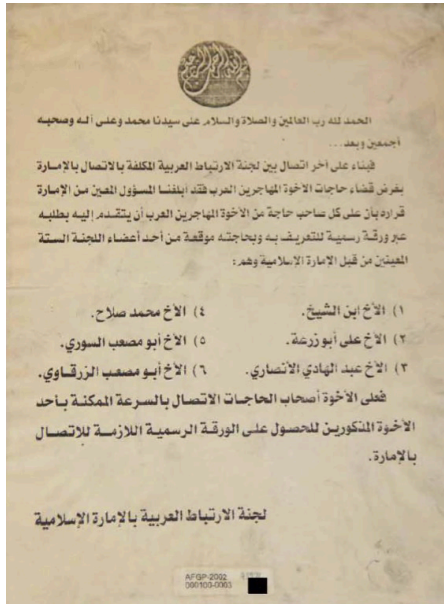 بسم الله الرحمن الرحيم
الحمد لله رب العالمين والصلاة والسلام على سيدنا محمد وعلى آله وصحبه
أجمعين وبعد...
فبناء على آخر اتصال بين لجنة الارتباط العربية المكلفة بالاتصال بالإمارة
بغرض قضاء حاجات الأخوة المهاجرين العرب فقد أبلغنا المسؤول المعين من الإمارة
قراره بأن على كل صاحب حاجة من الأخوة المهاجرين العرب أن يتقدم إليه بطلبه
عبر ورقة رسمية للتعريف به وبحاجته موقعة من أحد أعضاء اللجنة الستة
المعينين من قبل الإمارة الإسلامية وهم:
١) الأخ ابن الشيخ. ٤) الأخ محمد صلاح.
٢) الأخ علي أبو زرعة. ٥) الأخ أبو مصعب السوري.
٣) الأخ عبد الهادي الأنصاري. ٦) الأخ أبو مصعب الزرقاوي.
فعلى الأخوة أصحاب الحاجات الاتصال بالسرعة الممكنة بأحد
الأخوة المذكورين للحصول على الورقة الرسمية اللازمة للاتصال
بالإمارة.
لجنة الارتباط العربية بالإمارة الإسلامية
AFGP-2002
000100-0003